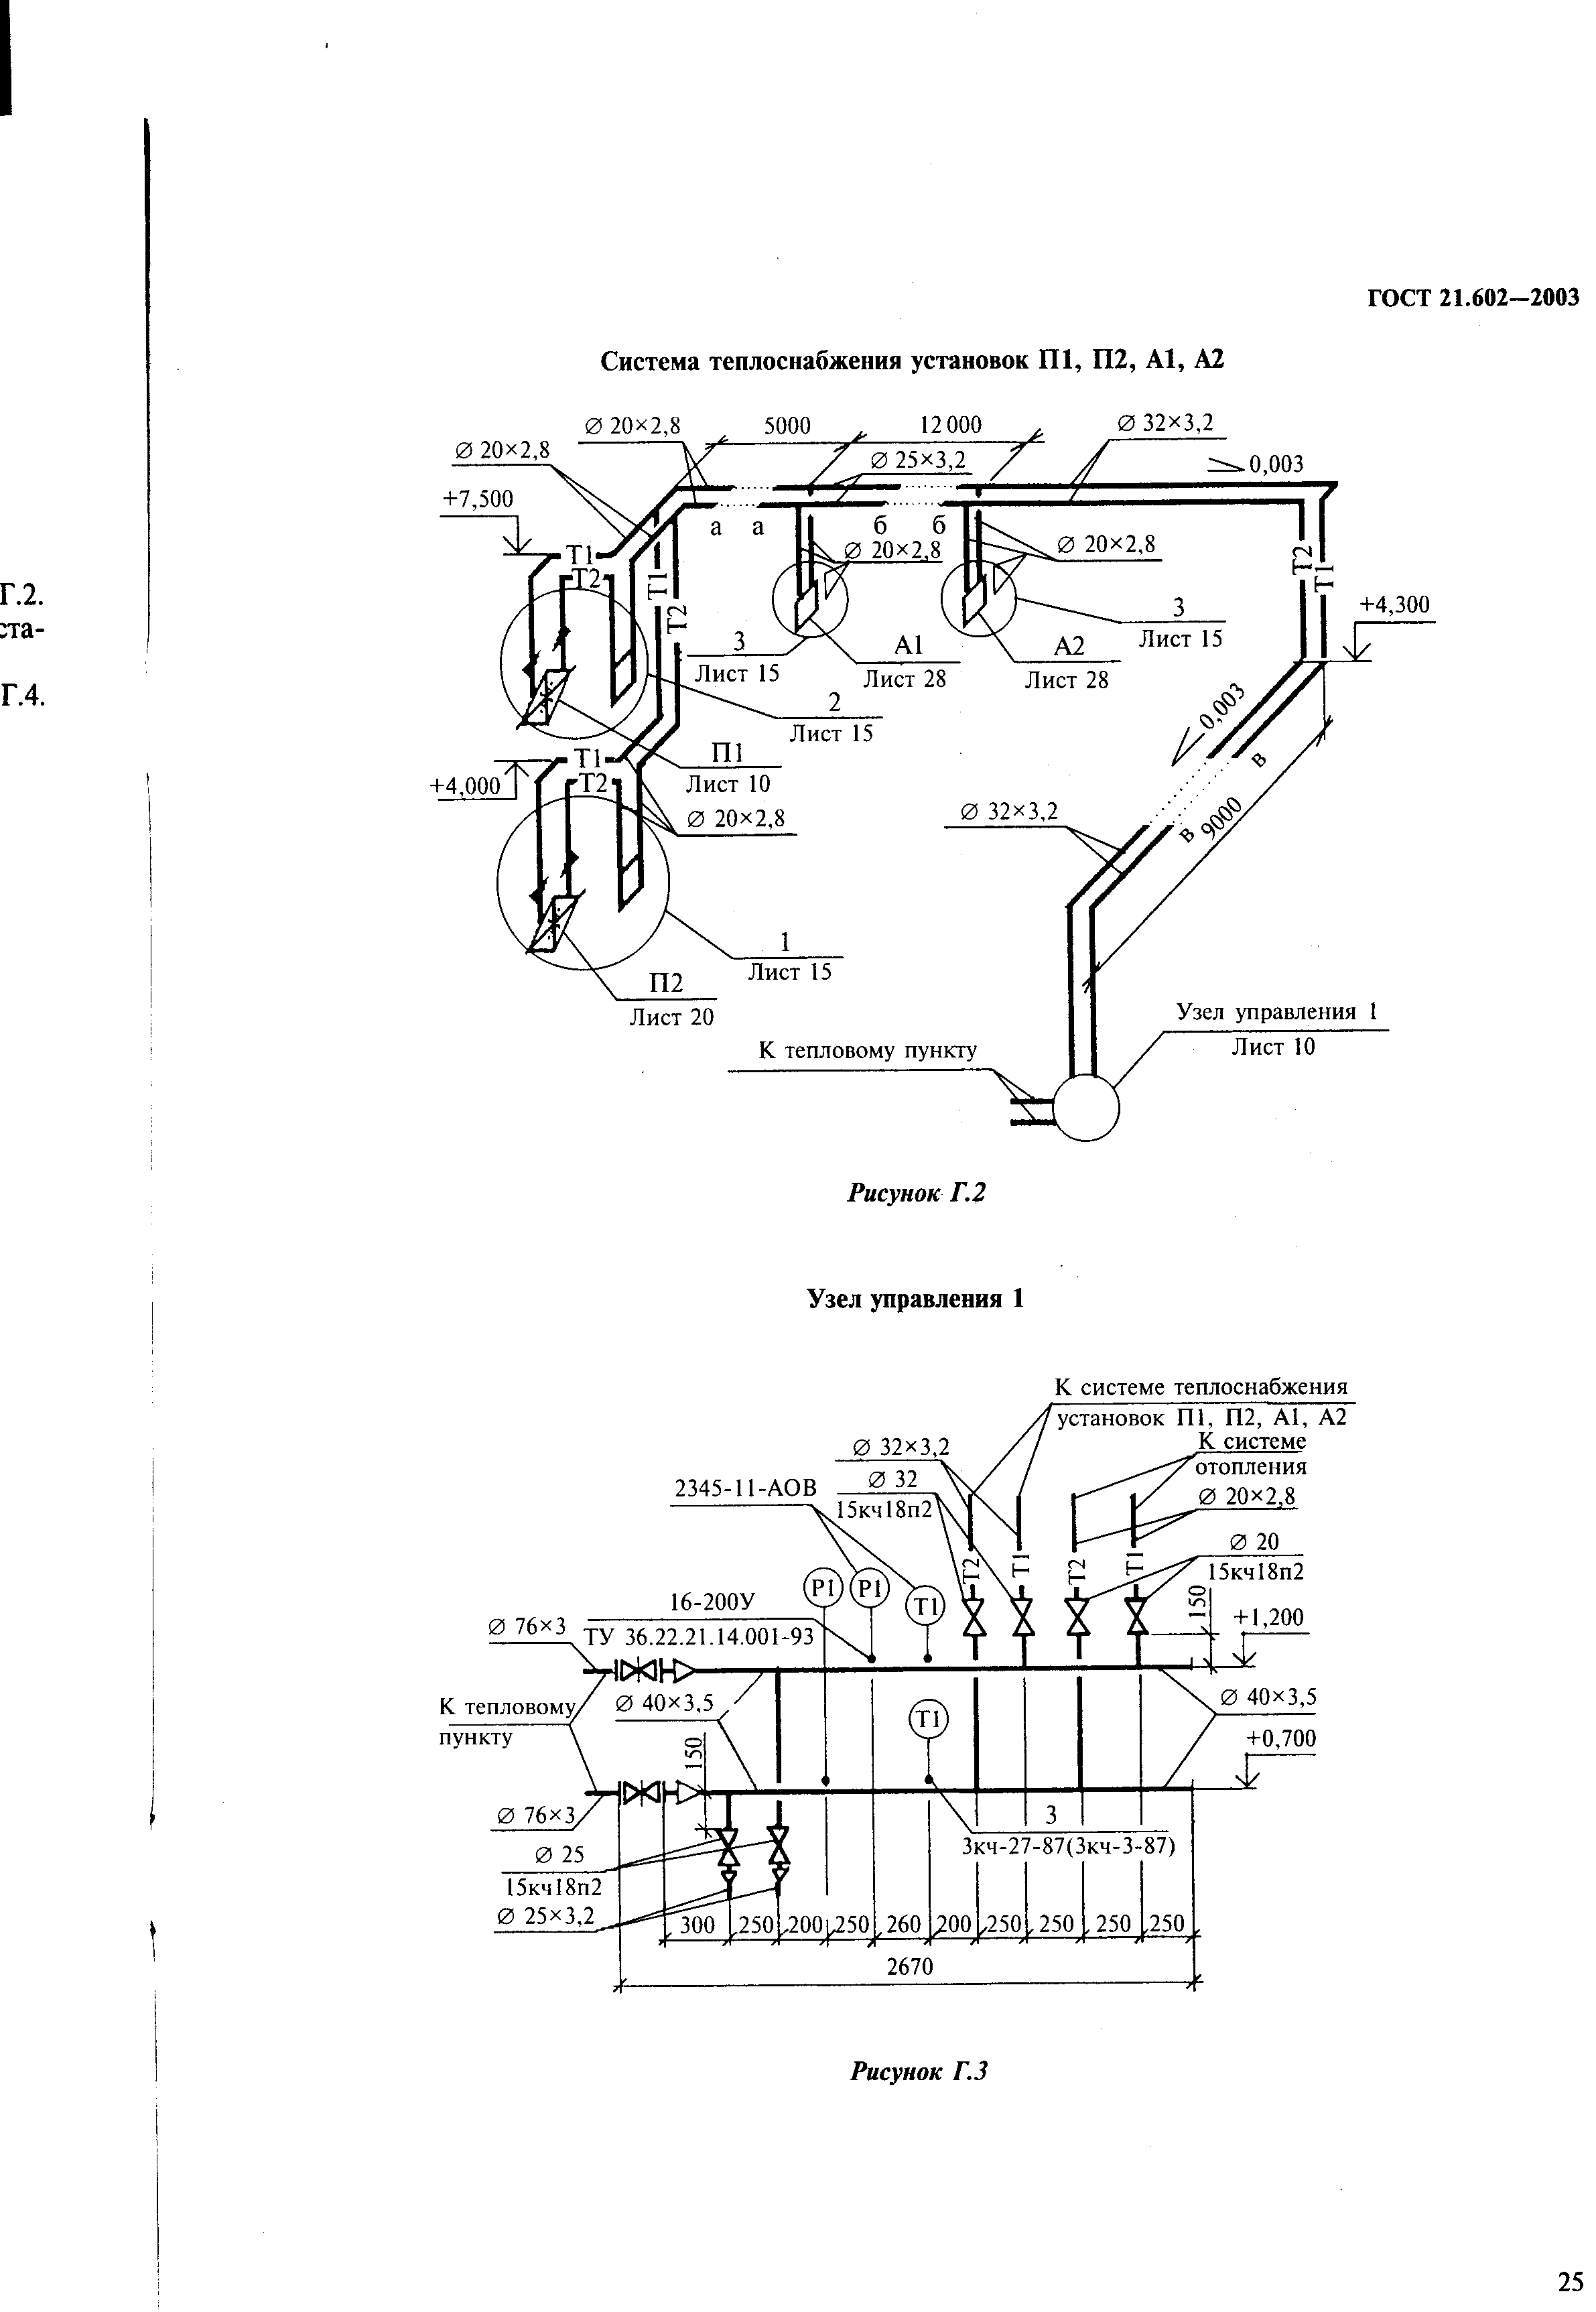 ГОСТ 21.602—2003
Г.2.
ста-
Г.4.
Система теплоснабжения установок П1, П2, А1, А2
∅ 20×2,8
5000
12 000
∅ 32×3,2
∅ 20×2,8
∅ 25×3,2
0,003
+7,500
а а
б б
Т1
Т2
∅ 20×2,8
∅ 20×2,8
Т1
Т2
Т2
Т1
+4,300
3
Лист 15
А1
Лист 28
А2
Лист 28
3
Лист 15
2
Лист 15
0,003
П1
Лист 10
+4,000
Т1
Т2
∅ 20×2,8
∅ 32×3,2
в
в
9000
1
Лист 15
П2
Лист 20
Узел управления 1
Лист 10
К тепловому пункту
Рисунок Г.2
Узел управления 1
К системе теплоснабжения
установок П1, П2, А1, А2
К системе
отопления
∅ 32×3,2
∅ 32
15кч18п2
2345-11-АОВ
∅ 20×2,8
∅ 20
15кч18п2
Т2
Т1
Т2
Т1
Р1
Р1
Т1
150
+1,200
16-200У
ТУ 36.22.21.14.001-93
∅ 76×3
К тепловому
пункту
∅ 40×3,5
Т1
∅ 40×3,5
+0,700
150
∅ 76×3
3
3кч-27-87(3кч-3-87)
∅ 25
15кч18п2
∅ 25×3,2
300 250 200 250 260 200 250 250 250 250
2670
Рисунок Г.3
25